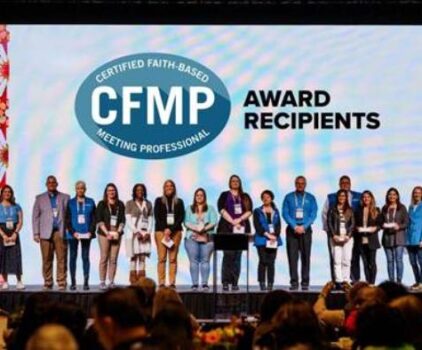 CERTIFIED FAITH-BASED
CFMP
MEETING PROFESSIONAL
AWARD
RECIPIENTS